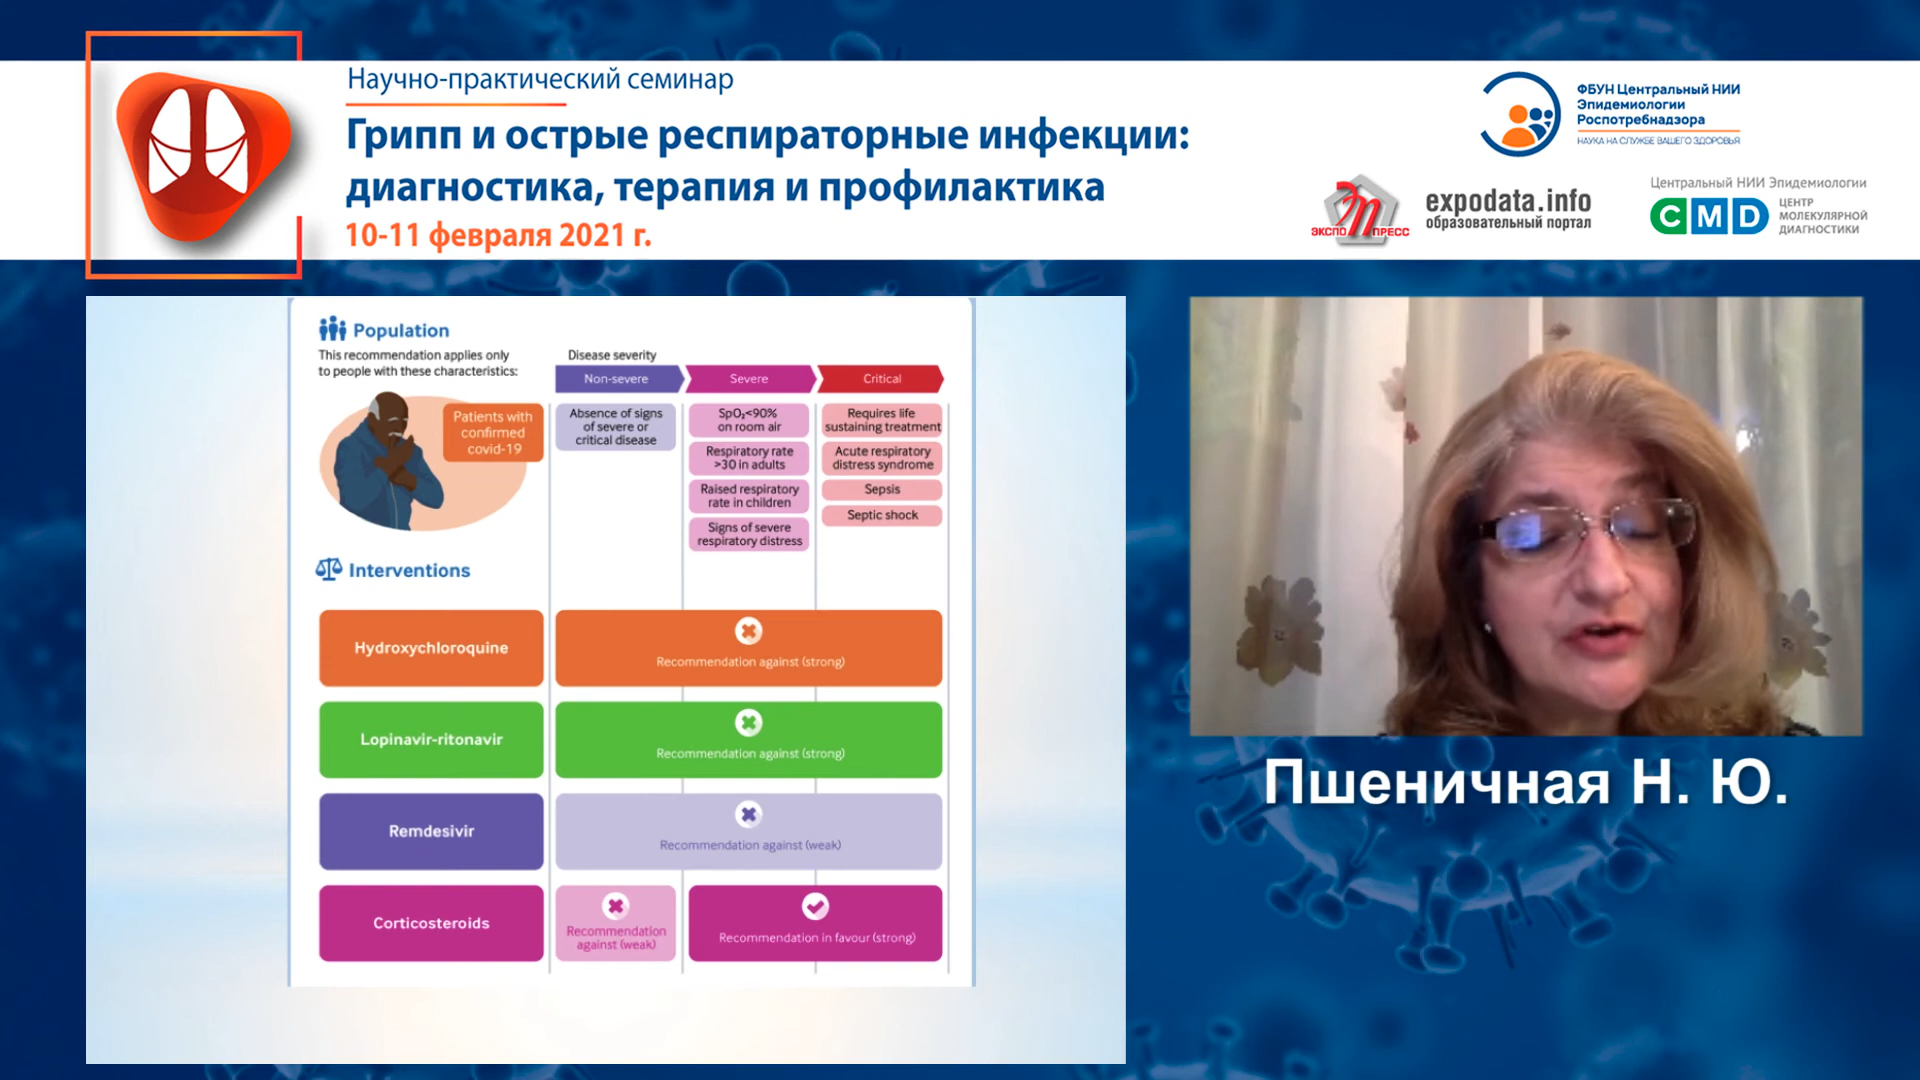 Научно-практический семинар
Грипп и острые респираторные инфекции:
диагностика, терапия и профилактика
10-11 февраля 2021 г.
ФБУН Центральный НИИ
Эпидемиологии
Роспотребнадзора
НАУКА НА СЛУЖБЕ ВАШЕГО ЗДОРОВЬЯ
ЭКСПО ЭП ПРЕСС
expodata.info
образовательный портал
Центральный НИИ Эпидемиологии
CMD
ЦЕНТР
МОЛЕКУЛЯРНОЙ
ДИАГНОСТИКИ
Population
This recommendation applies only
to people with these characteristics:
Patients with
confirmed
covid-19
Disease severity
Non-severe
Severe
Critical
Absence of signs
of severe or
critical disease
SpO₂<90%
on room air
Respiratory rate
>30 in adults
Raised respiratory
rate in children
Signs of severe
respiratory distress
Requires life
sustaining treatment
Acute respiratory
distress syndrome
Sepsis
Septic shock
Interventions
Hydroxychloroquine
Recommendation against (strong)
Lopinavir-ritonavir
Recommendation against (strong)
Remdesivir
Recommendation against (weak)
Corticosteroids
Recommendation
against (weak)
Recommendation in favour (strong)
Пшеничная Н. Ю.